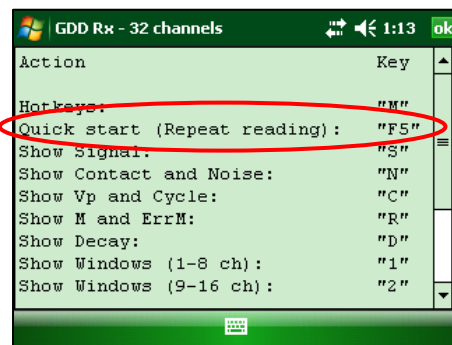 GDD Rx - 32 channels 1:13 ok
Action Key
Hotkeys: "M"
Quick start (Repeat reading): "F5"
Show Signal: "S"
Show Contact and Noise: "N"
Show Vp and Cycle: "C"
Show M and ErrM: "R"
Show Decay: "D"
Show Windows (1-8 ch): "1"
Show Windows (9-16 ch): "2"